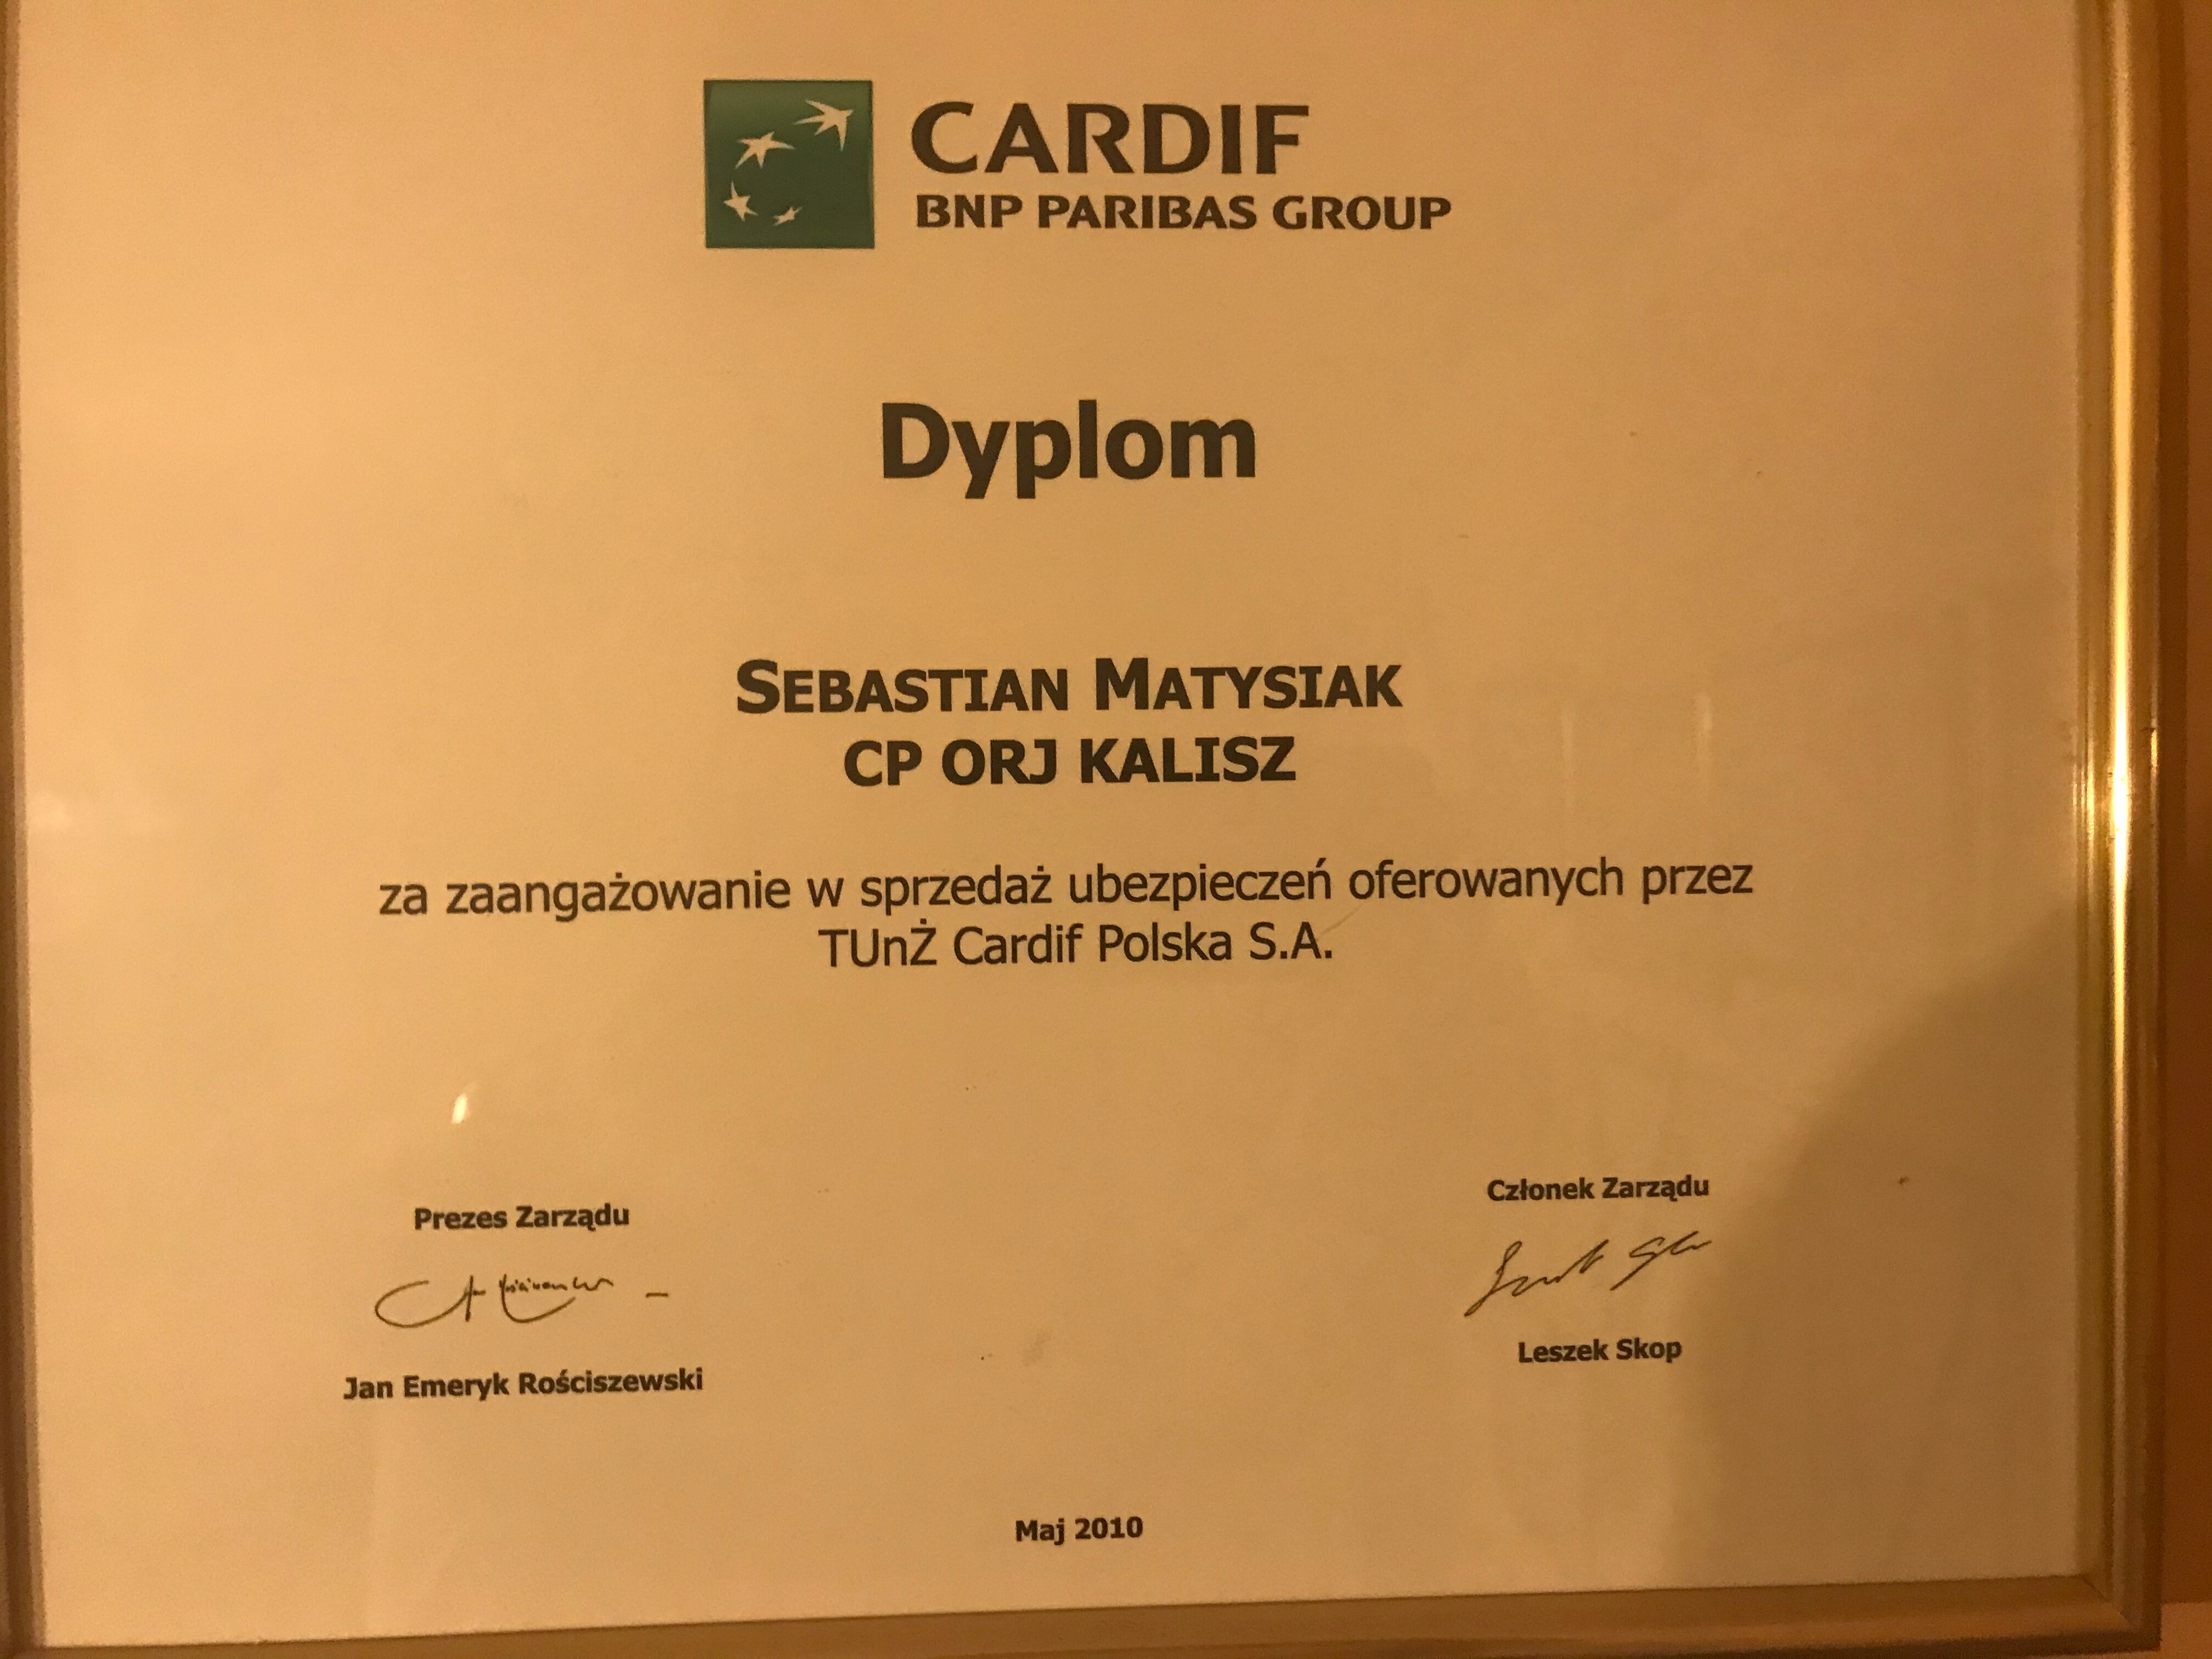 CARDIF
BNP PARIBAS GROUP
Dyplom
SEBASTIAN MATYSIAK
CP ORJ KALISZ
za zaangażowanie w sprzedaż ubezpieczeń oferowanych przez
TUnŻ Cardif Polska S.A.
Prezes Zarządu
Jan Emeryk Rościszewski
Członek Zarządu
Leszek Skop
Maj 2010